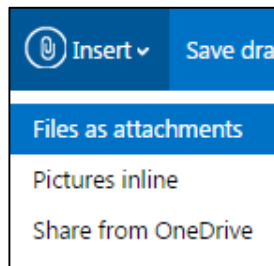 Insert Save dra
Files as attachments
Pictures inline
Share from OneDrive